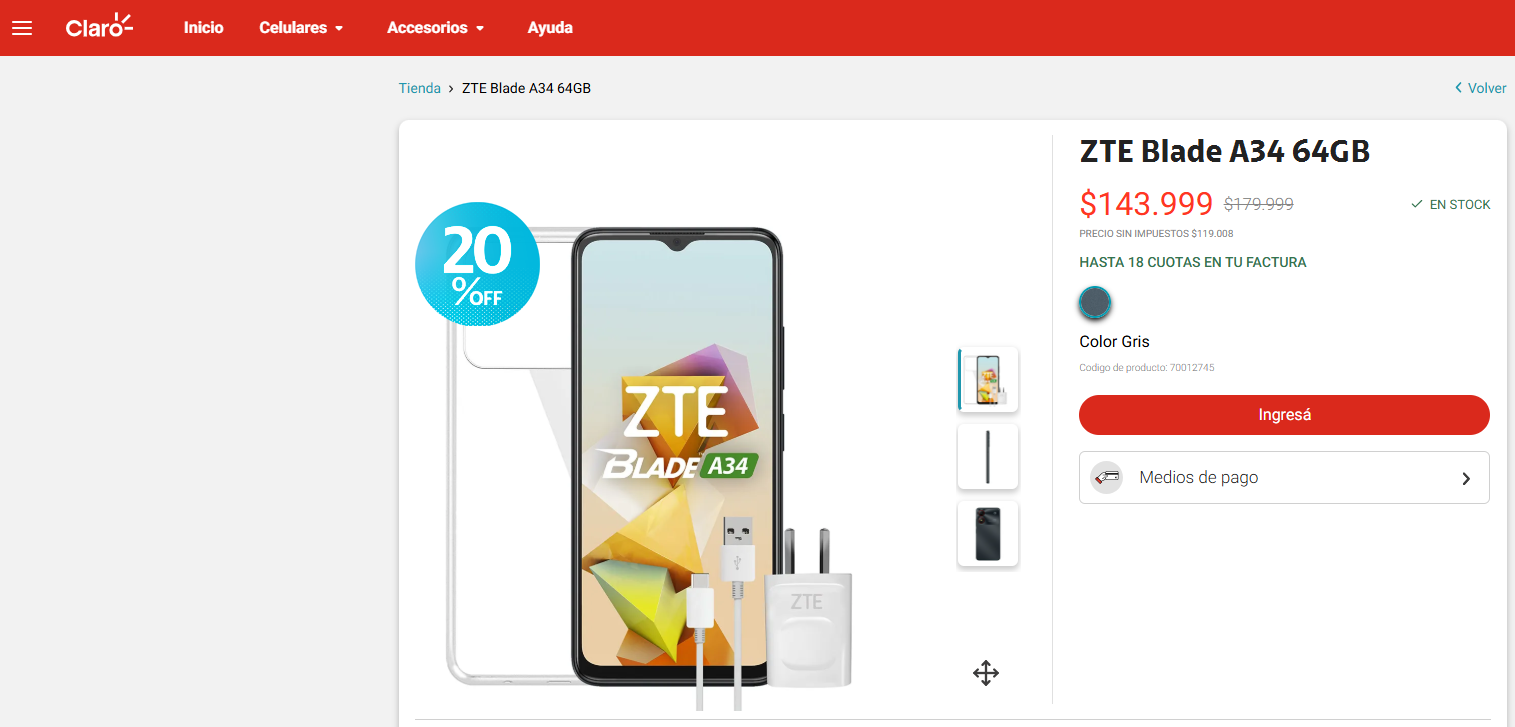 Claro
Inicio
Celulares
Accesorios
Ayuda
Tienda › ZTE Blade A34 64GB
Volver
20
%OFF
ZTE
BLADE A34
ZTE
ZTE Blade A34 64GB
$143.999 $179.999
EN STOCK
PRECIO SIN IMPUESTOS $119.008
HASTA 18 CUOTAS EN TU FACTURA
Color Gris
Codigo de producto: 70012745
Ingresá
Medios de pago